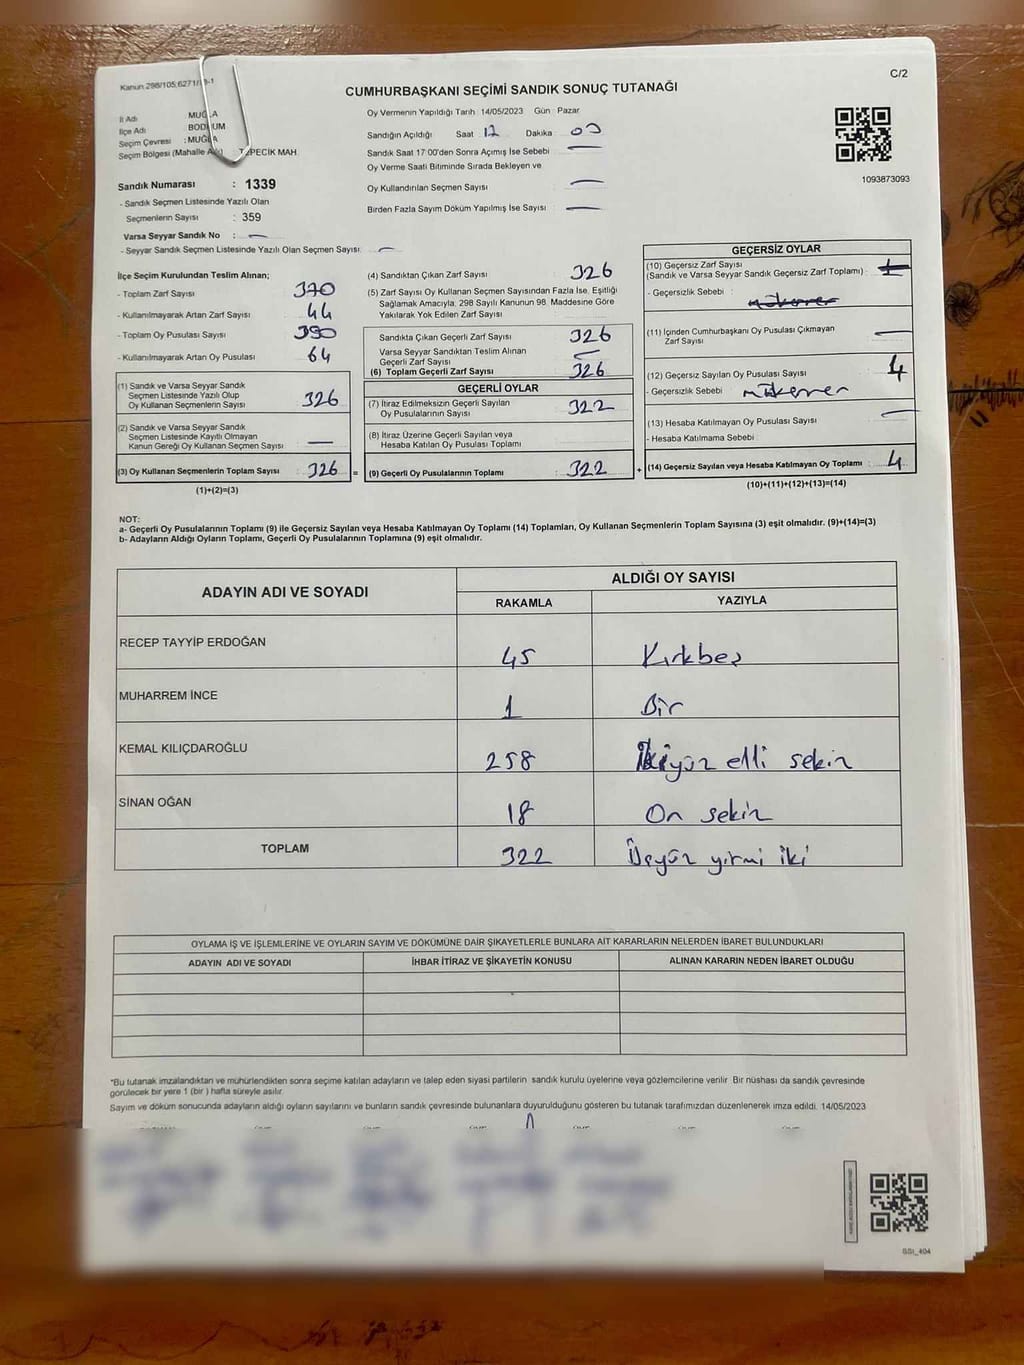 Kanun 298/105;6271/
C/2
CUMHURBAŞKANI SEÇİMİ SANDIK SONUÇ TUTANAĞI
İl Adı MUĞLA
İlçe Adı BODRUM
Seçim Çevresi : MUĞLA
Seçim Bölgesi (Mahalle Adı) TEPECİK MAH.
Oy Vermenin Yapıldığı Tarih : 14/05/2023 Gün : Pazar
Sandığın Açıldığı Saat 17 Dakika : 00
Sandık Saat 17:00'den Sonra Açımış İse Sebebi —
Oy Verme Saati Bitiminde Sırada Bekleyen ve
Oy Kullandırılan Seçmen Sayısı —
Birden Fazla Sayım Döküm Yapılmış İse Sayısı —
1093873093
Sandık Numarası : 1339
- Sandık Seçmen Listesinde Yazılı Olan
Seçmenlerin Sayısı : 359
Varsa Seyyar Sandık No : —
- Seyyar Sandık Listesinde Yazılı Olan Seçmen Sayısı: —
İlçe Seçim Kurulundan Teslim Alınan;
- Toplam Zarf Sayısı : 370
- Kullanılmayarak Artan Zarf Sayısı : 44
- Toplam Oy Pusulası Sayısı : 390
- Kullanılmayarak Artan Oy Pusulası : 64
(1) Sandık ve Varsa Seyyar Sandık
Seçmen Listesinde Yazılı Olup
Oy Kullanan Seçmenlerin Sayısı : 326
(2) Sandık ve Varsa Seyyar Sandık
Seçmen Listesinde Kayıtlı Olmayan
Kanun Gereği Oy Kullanan Seçmen Sayısı : —
(3) Oy Kullanan Seçmenlerin Toplam Sayısı : 326 =
(1)+(2)=(3)
(4) Sandıktan Çıkan Zarf Sayısı : 326
(5) Zarf Sayısı Oy Kullanan Seçmen Sayısından Fazla İse, Eşitliği
Sağlamak Amacıyla, 298 Sayılı Kanunun 98. Maddesine Göre
Yakılarak Yok Edilen Zarf Sayısı :
Sandıkta Çıkan Geçerli Zarf Sayısı : 326
Varsa Seyyar Sandıktan Teslim Alınan
Geçerli Zarf Sayısı : —
(6) Toplam Geçerli Zarf Sayısı : 326
GEÇERLİ OYLAR
(7) İtiraz Edilmeksizin Geçerli Sayılan
Oy Pusulalarının Sayısı : 322
(8) İtiraz Üzerine Geçerli Sayılan veya
Hesaba Katılan Oy Pusulası Toplamı :
(9) Geçerli Oy Pusulalarının Toplamı : 322 +
GEÇERSİZ OYLAR
(10) Geçersiz Zarf Sayısı
(Sandık ve Varsa Seyyar Sandık Geçersiz Zarf Toplamı) :
- Geçersizlik Sebebi : mükerrer
(11) İçinden Cumhurbaşkanı Oy Pusulası Çıkmayan
Zarf Sayısı : —
(12) Geçersiz Sayılan Oy Pusulası Sayısı : 4
- Geçersizlik Sebebi : mükerrer
(13) Hesaba Katılmayan Oy Pusulası Sayısı : —
- Hesaba Katılmama Sebebi :
(14) Geçersiz Sayılan veya Hesaba Katılmayan Oy Toplamı : 4
(10)+(11)+(12)+(13)=(14)
NOT:
a- Geçerli Oy Pusulalarının Toplamı (9) ile Geçersiz Sayılan veya Hesaba Katılmayan Oy Toplamı (14) Toplamları, Oy Kullanan Seçmenlerin Toplam Sayısına (3) eşit olmalıdır. (9)+(14)=(3)
b- Adayların Aldığı Oyların Toplamı, Geçerli Oy Pusulalarının Toplamına (9) eşit olmalıdır.
ADAYIN ADI VE SOYADI
ALDIĞI OY SAYISI
RAKAMLA YAZIYLA
RECEP TAYYİP ERDOĞAN 45 Kırkbeş
MUHARREM İNCE 1 Bir
KEMAL KILIÇDAROĞLU 258 İkiyüz elli sekiz
SİNAN OĞAN 18 On sekiz
TOPLAM 322 Üçyüz yirmi iki
OYLAMA İŞ VE İŞLEMLERİNE VE OYLARIN SAYIM VE DÖKÜMÜNE DAİR ŞİKAYETLERLE BUNLARA AİT KARARLARIN NELERDEN İBARET BULUNDUKLARI
ADAYIN ADI VE SOYADI İHBAR İTİRAZ VE ŞİKAYETİN KONUSU ALINAN KARARIN NEDEN İBARET OLDUĞU
*Bu tutanak imzalandıktan ve mühürlendikten sonra seçime katılan adayların ve talep eden siyasi partilerin sandık kurulu üyelerine veya gözlemcilerine verilir. Bir nüshası da sandık çevresinde
görülecek bir yere 1 (bir) hafta süreyle asılır.
Sayım ve döküm sonucunda adayların aldığı oyların sayılarını ve bunların sandık çevresinde bulunanlara duyurulduğunu gösteren bu tutanak tarafımızdan düzenlenerek imza edildi. 14/05/2023
GSI_404